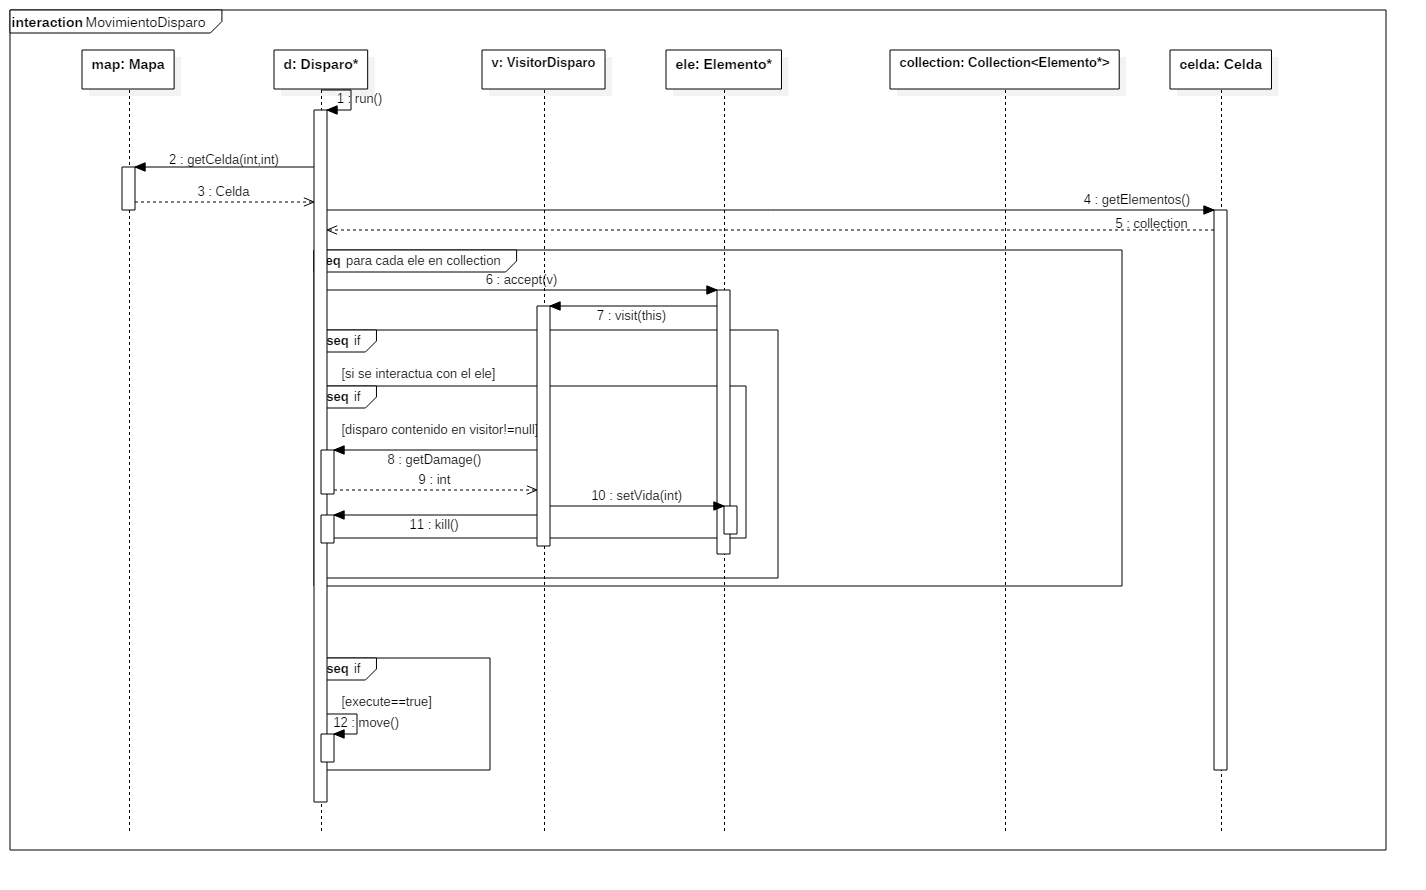 interaction MovimientoDisparo
map: Mapa
d: Disparo*
v: VisitorDisparo
ele: Elemento*
collection: Collection<Elemento*>
celda: Celda
1 : run()
2 : getCelda(int,int)
3 : Celda
4 : getElementos()
5 : collection
eq para cada ele en collection
6 : accept(v)
7 : visit(this)
seq if
[si se interactua con el ele]
seq if
[disparo contenido en visitor!=null]
8 : getDamage()
9 : int
10 : setVida(int)
11 : kill()
seq if
[execute==true]
12 : move()